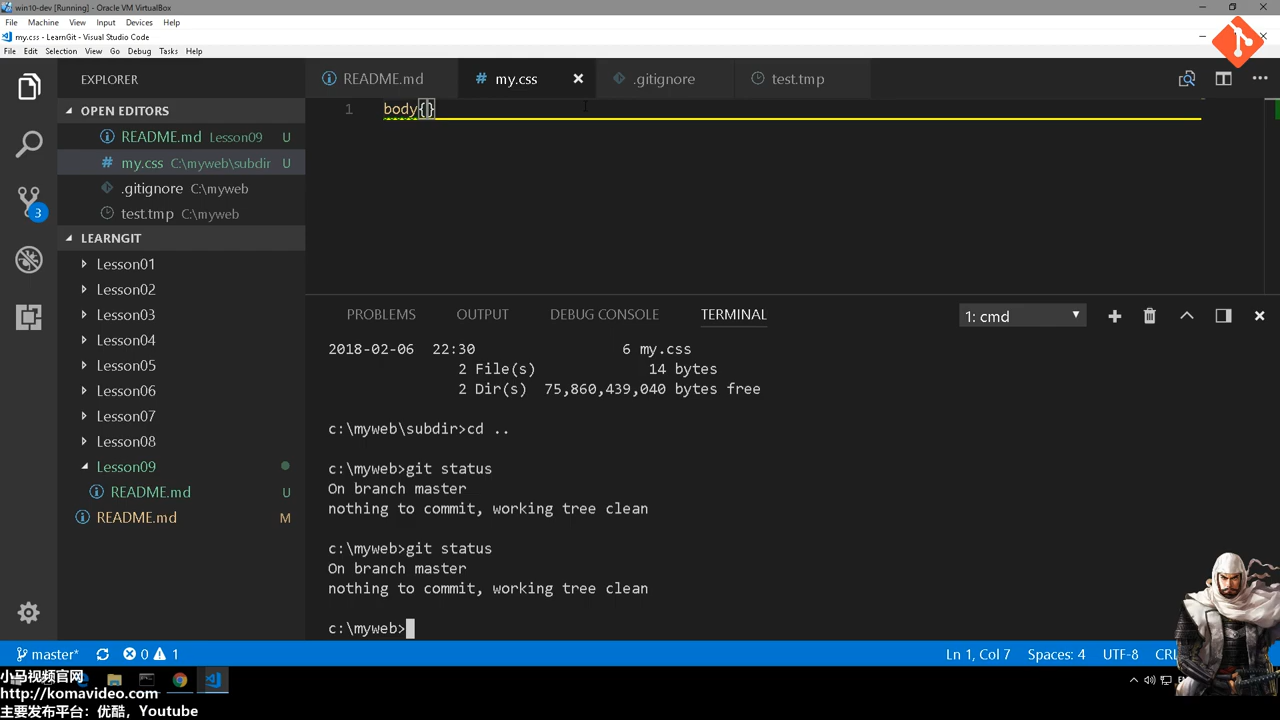 win10-dev [Running] - Oracle VM VirtualBox
File Machine View Input Devices Help
my.css - LearnGit - Visual Studio Code
File Edit Selection View Go Debug Tasks Help
EXPLORER
README.md
my.css
.gitignore
test.tmp
OPEN EDITORS
README.md Lesson09 U
my.css C:\myweb\subdir U
.gitignore C:\myweb
test.tmp C:\myweb
1 body{}
LEARNGIT
Lesson01
Lesson02
Lesson03
Lesson04
Lesson05
Lesson06
Lesson07
Lesson08
Lesson09
README.md U
README.md M
3
PROBLEMS OUTPUT DEBUG CONSOLE TERMINAL 1: cmd
2018-02-06 22:30 6 my.css
2 File(s) 14 bytes
2 Dir(s) 75,860,439,040 bytes free
c:\myweb\subdir>cd ..
c:\myweb>git status
On branch master
nothing to commit, working tree clean
c:\myweb>git status
On branch master
nothing to commit, working tree clean
c:\myweb>
master* 0 1 Ln 1, Col 7 Spaces: 4 UTF-8
小马视频官网
http://komavideo.com
主要发布平台：优酷，Youtube